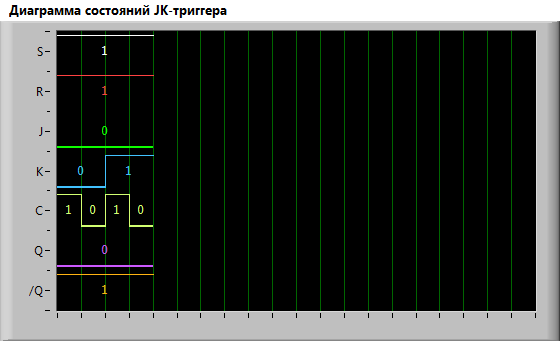 Диаграмма состояний JK-триггера
S 1
R 1
J 0
K 0 1
C 1 0 1 0
Q 0
/Q 1